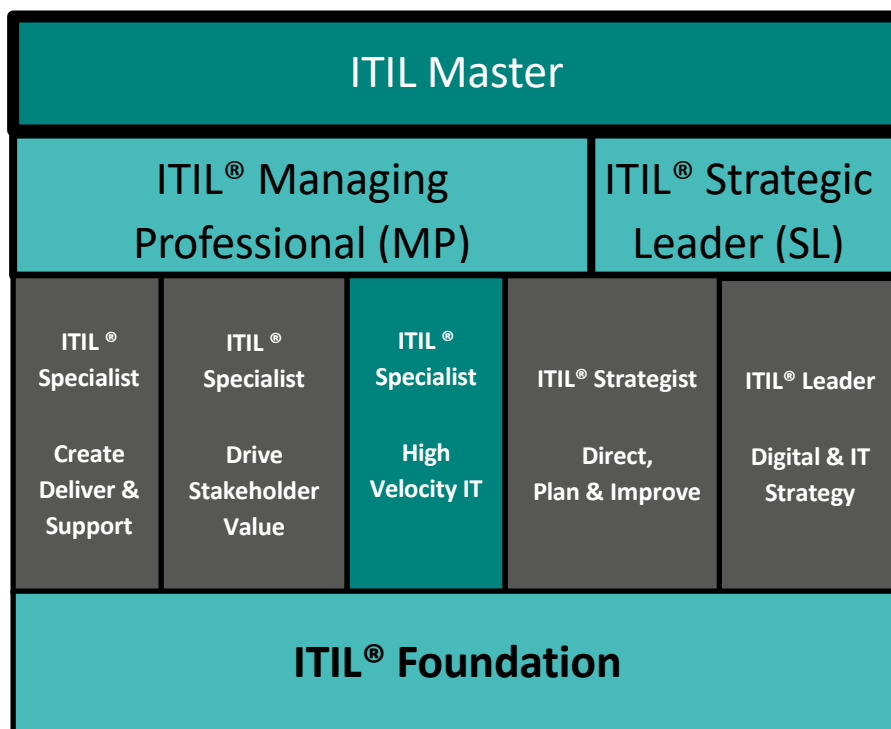 ITIL Master
ITIL® Managing
Professional (MP)
ITIL® Strategic
Leader (SL)
ITIL ®
Specialist
Create
Deliver &
Support
ITIL ®
Specialist
Drive
Stakeholder
Value
ITIL ®
Specialist
High
Velocity IT
ITIL® Strategist
Direct,
Plan & Improve
ITIL® Leader
Digital & IT
Strategy
ITIL® Foundation